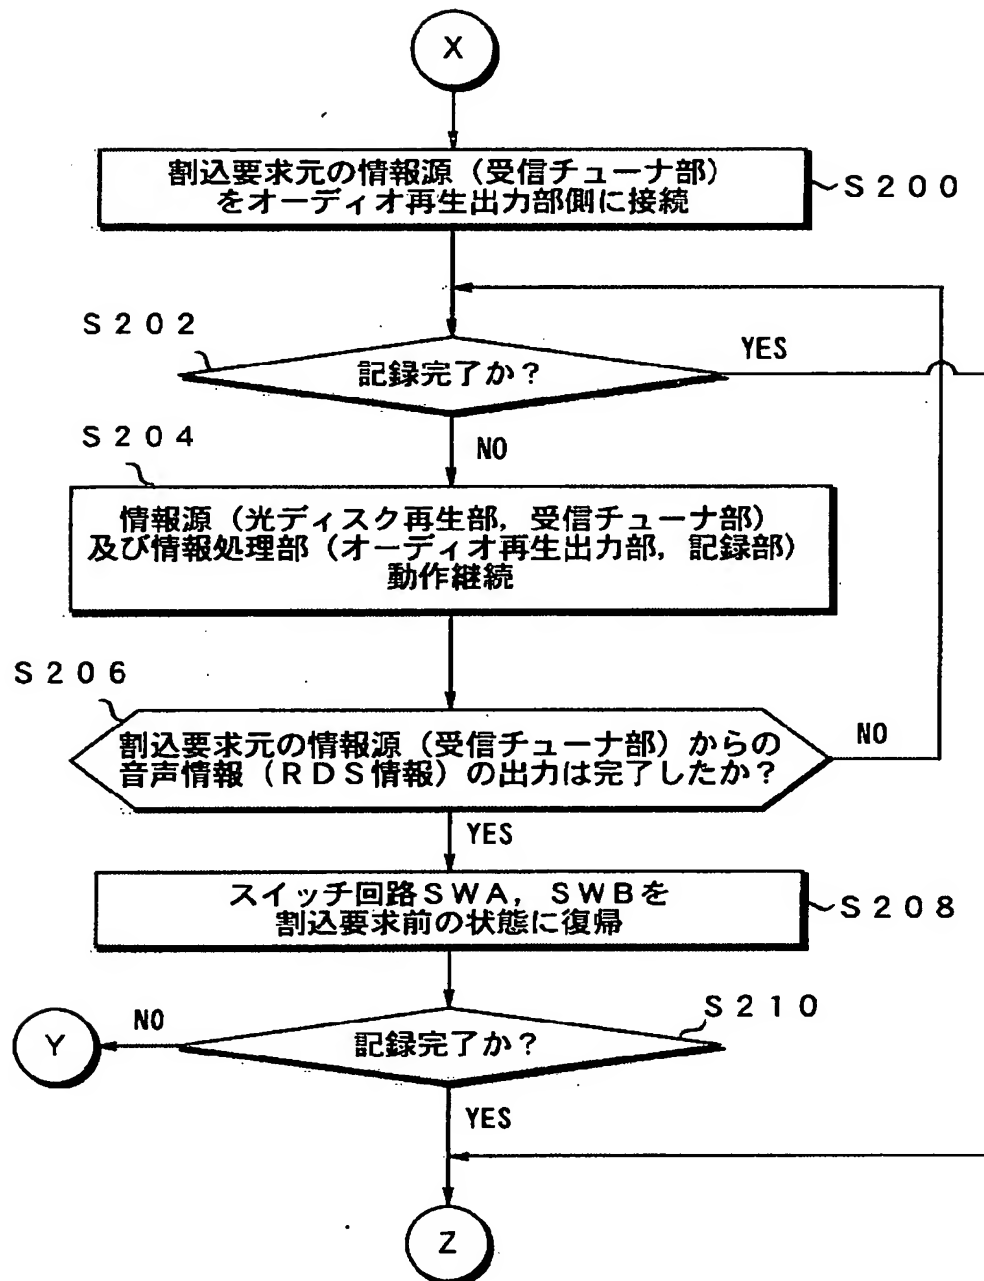 X
割込要求元の情報源（受信チューナ部）
をオーディオ再生出力部側に接続
S200
S202
記録完了か？
YES
NO
S204
情報源（光ディスク再生部，受信チューナ部）
及び情報処理部（オーディオ再生出力部，記録部）
動作継続
S206
割込要求元の情報源（受信チューナ部）からの
音声情報（RDS情報）の出力は完了したか？
NO
YES
スイッチ回路SWA，SWBを
割込要求前の状態に復帰
S208
S210
記録完了か？
NO
Y
YES
Z